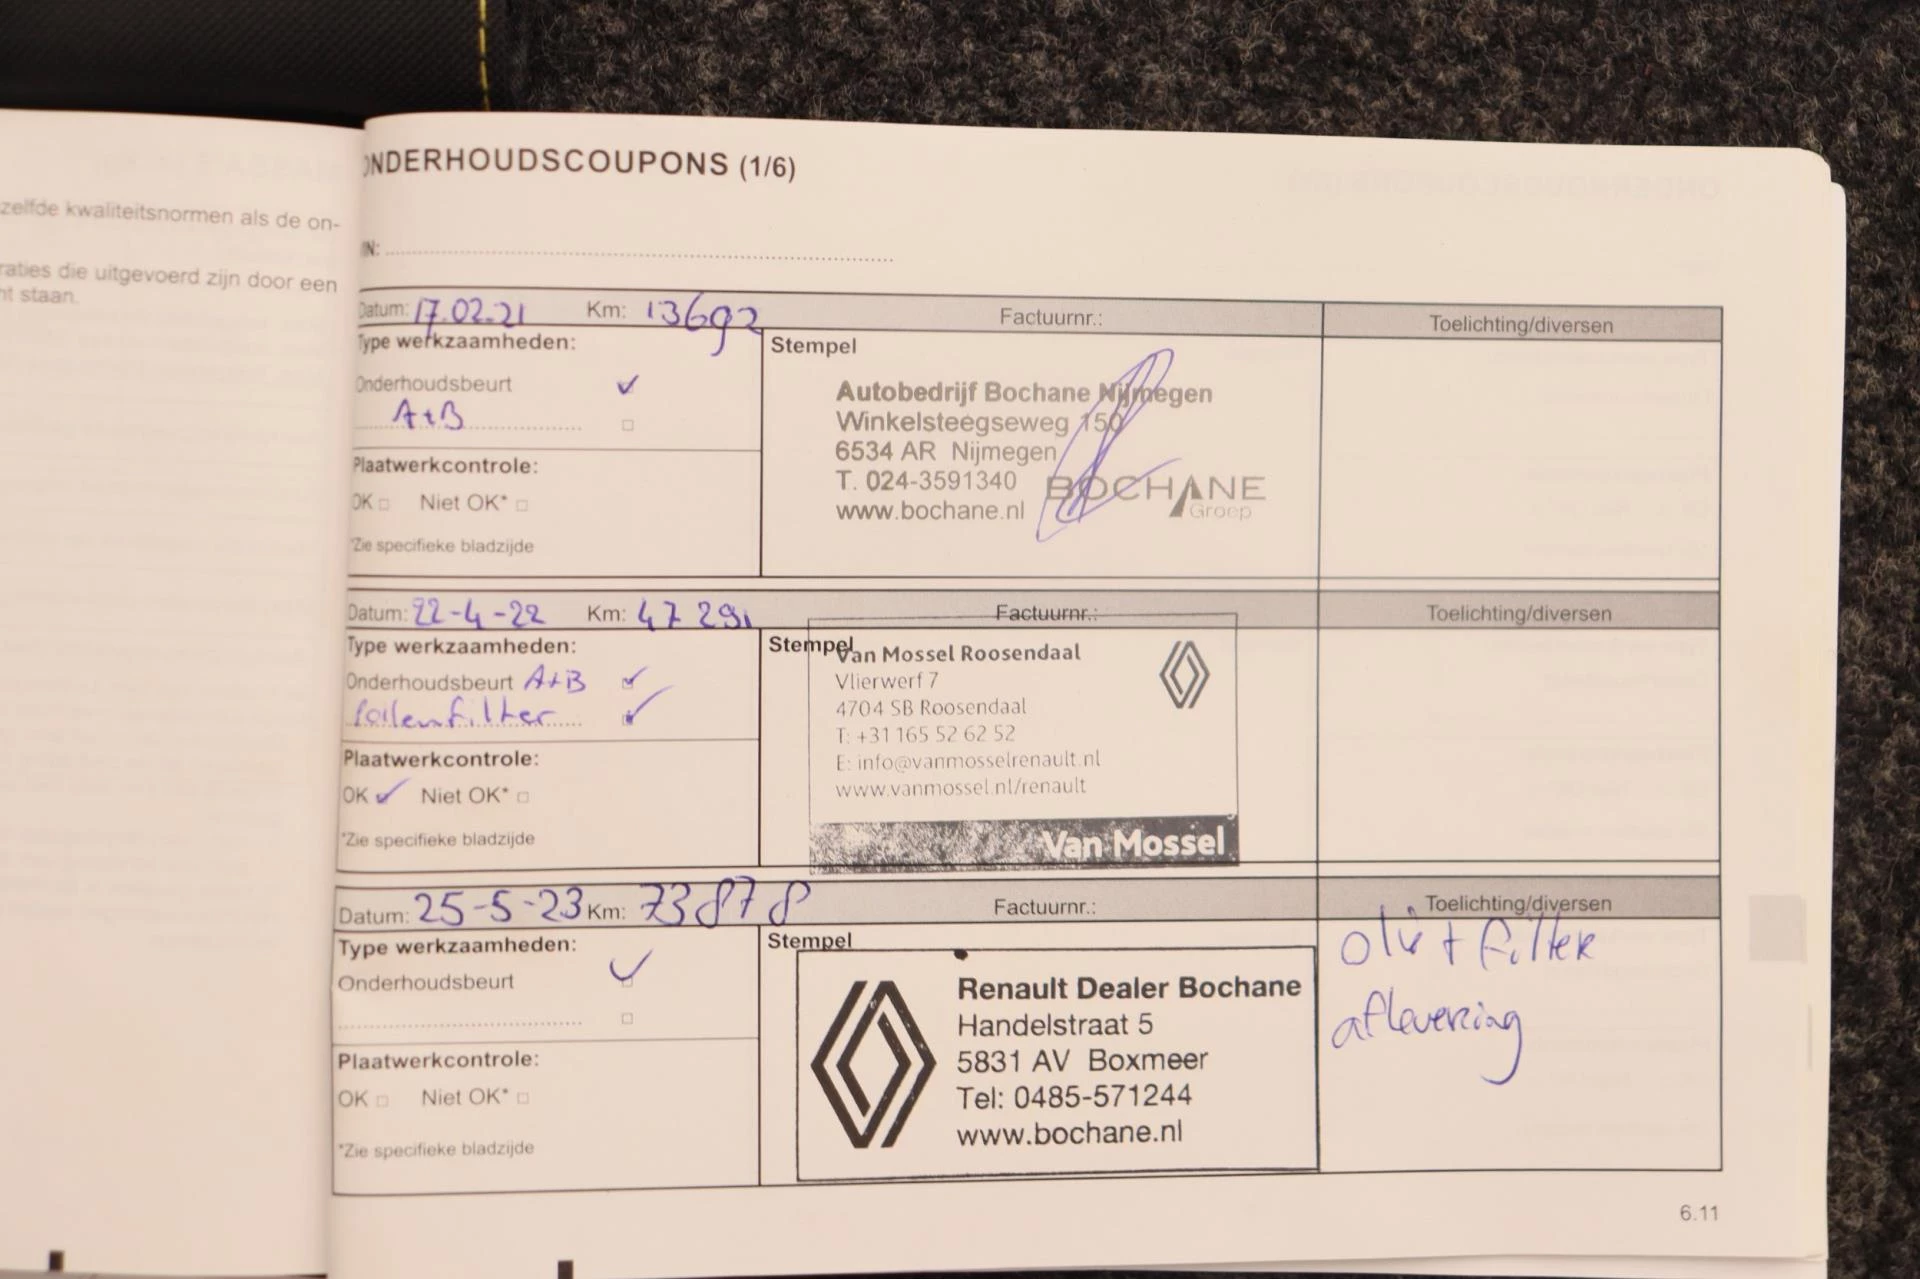 zelfde kwaliteitsnormen als de on-
raties die uitgevoerd zijn door een
ht staan.
ONDERHOUDSCOUPONS (1/6)
IN:
Datum: 17.02.21 Km: 13692 Factuurnr.: Toelichting/diversen
Type werkzaamheden:
Stempel
Onderhoudsbeurt
A+B
Autobedrijf Bochane Nijmegen
Winkelsteegseweg 150
6534 AR Nijmegen
T. 024-3591340
www.bochane.nl
BOCHANE
Groep
Plaatwerkcontrole:
OK Niet OK*
*Zie specifieke bladzijde
Datum: 22-4-22 Km: 47291 Factuurnr.: Toelichting/diversen
Type werkzaamheden:
Stempel
Onderhoudsbeurt A+B
Pollenfilter
Van Mossel Roosendaal
Vlierwerf 7
4704 SB Roosendaal
T: +31 165 52 62 52
E: info@vanmosselrenault.nl
www.vanmossel.nl/renault
Van Mossel
Plaatwerkcontrole:
OK Niet OK*
*Zie specifieke bladzijde
Datum: 25-5-23 Km: 73878 Factuurnr.: Toelichting/diversen
Type werkzaamheden:
Stempel
Onderhoudsbeurt
Renault Dealer Bochane
Handelstraat 5
5831 AV Boxmeer
Tel: 0485-571244
www.bochane.nl
olie + filter
aflevering
Plaatwerkcontrole:
OK Niet OK*
*Zie specifieke bladzijde
6.11